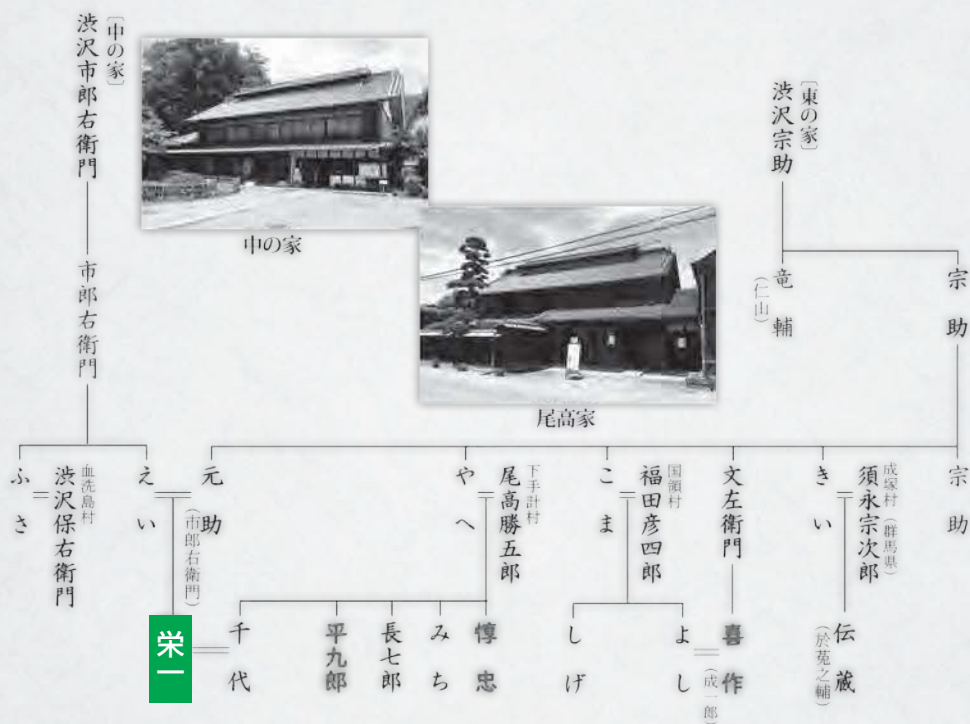 〔東の家〕
渋沢宗助
宗助
竜輔
(仁山)
〔中の家〕
渋沢市郎右衛門
市郎右衛門
中の家
尾高家
宗助
成塚村(群馬県)
須永宗次郎
きい
伝蔵
(於菟之輔)
文左衛門
喜作
(成一郎)
国領村
福田彦四郎
こま
よし
しげ
下手計村
尾高勝五郎
やへ
惇忠
みち
長七郎
平九郎
千代
元助
(市郎右衛門)
えい
栄一
血洗島村
渋沢保右衛門
ふさ